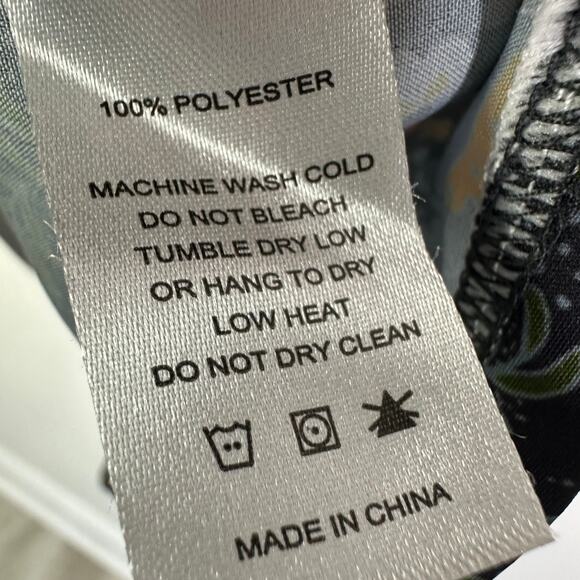 100% POLYESTER
MACHINE WASH COLD
DO NOT BLEACH
TUMBLE DRY LOW
OR HANG TO DRY
LOW HEAT
DO NOT DRY CLEAN
MADE IN CHINA